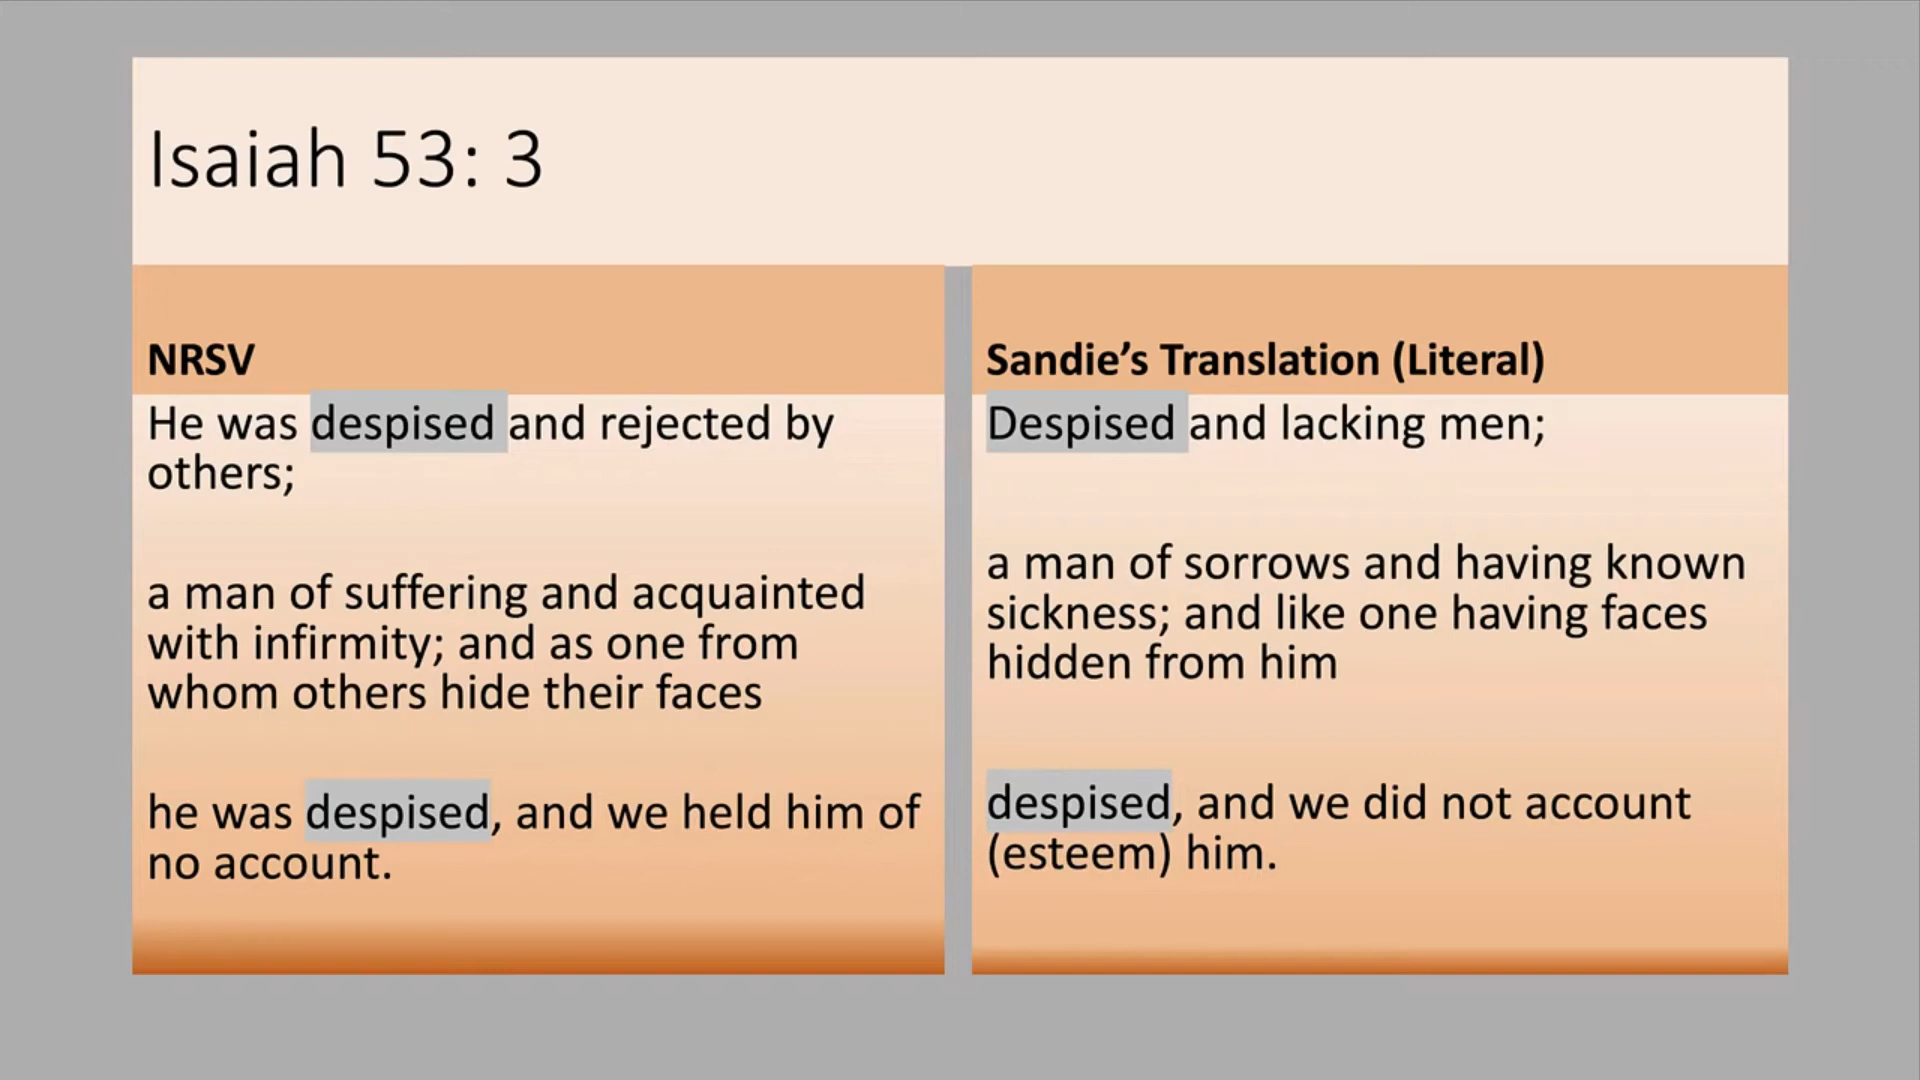 Isaiah 53: 3
NRSV
He was despised and rejected by
others;
a man of suffering and acquainted
with infirmity; and as one from
whom others hide their faces
he was despised, and we held him of
no account.
Sandie’s Translation (Literal)
Despised and lacking men;
a man of sorrows and having known
sickness; and like one having faces
hidden from him
despised, and we did not account
(esteem) him.